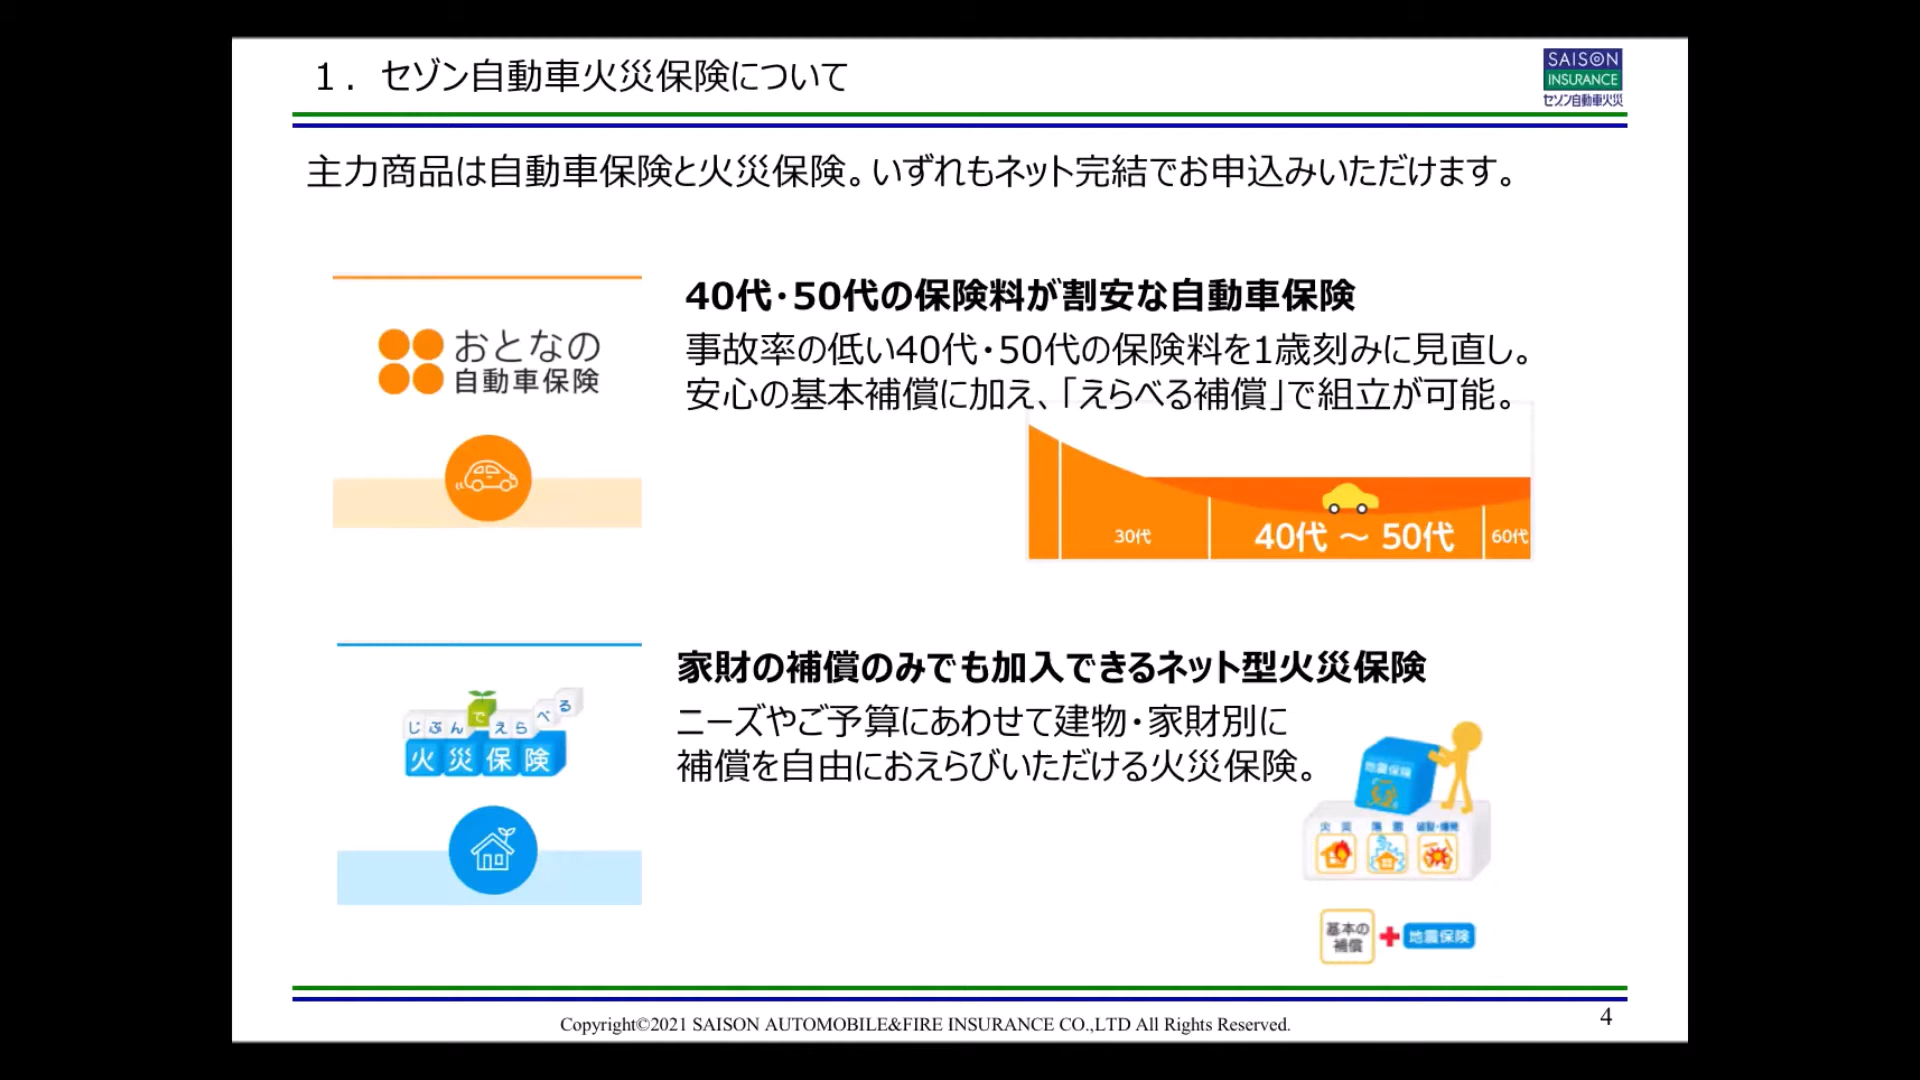 1. セゾン自動車火災保険について
SAISON
INSURANCE
セゾン自動車火災
主力商品は自動車保険と火災保険。いずれもネット完結でお申込みいただけます。
おとなの
自動車保険
40代・50代の保険料が割安な自動車保険
事故率の低い40代・50代の保険料を1歳刻みに見直し。
安心の基本補償に加え、「えらべる補償」で組立が可能。
30代
40代 ～ 50代
60代
じぶんでえらべる
火災保険
家財の補償のみでも加入できるネット型火災保険
ニーズやご予算にあわせて建物・家財別に
補償を自由におえらびいただける火災保険。
地震保険
火災 落雷 破裂・爆発
基本の
補償
+
地震保険
Copyright©2021 SAISON AUTOMOBILE&FIRE INSURANCE CO.,LTD All Rights Reserved.
4